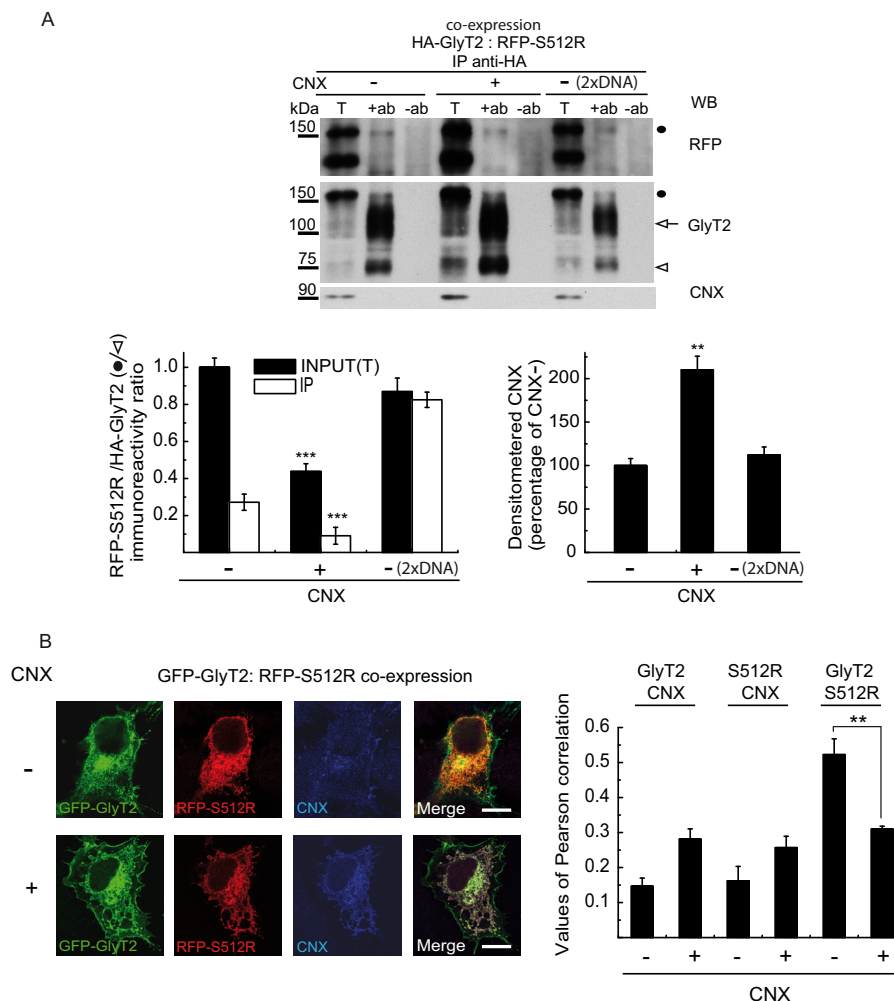 A
co-expression
HA-GlyT2 : RFP-S512R
IP anti-HA
CNX - + - (2xDNA)
kDa T +ab -ab T +ab -ab T +ab -ab WB
150 RFP
150
100 GlyT2
75
90 CNX
RFP-S512R /HA-GlyT2 (●/◁)
immunoreactivity ratio
1.0
0.8
0.6
0.4
0.2
INPUT(T)
IP
***
***
- + - (2xDNA)
CNX
Densitometered CNX
(percentage of CNX-)
200
150
100
50
0
**
- + - (2xDNA)
CNX
B
CNX GFP-GlyT2: RFP-S512R co-expression
-
GFP-GlyT2 RFP-S512R CNX Merge
+
GFP-GlyT2 RFP-S512R CNX Merge
GlyT2 S512R GlyT2
CNX CNX S512R
Values of Pearson correlation
0.6
0.5
0.4
0.3
0.2
0.1
**
- + - + - +
CNX